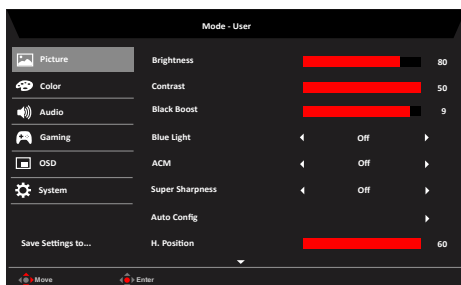 Mode - User
Picture
Brightness 80
Color
Contrast 50
Audio
Black Boost 9
Gaming
Blue Light Off
OSD
ACM Off
System
Super Sharpness Off
Auto Config
Save Settings to...
H. Position 60
Move Enter